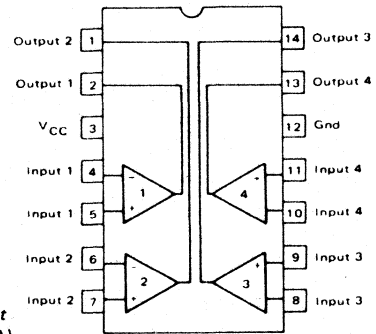 Output 2 1 14 Output 3
Output 1 2 13 Output 4
VCC 3 12 Gnd
Input 1 4 - 1 + 4 11 Input 4
Input 1 5 + - 10 Input 4
Input 2 6 - 2 + 3 9 Input 3
Input 2 7 + - 8 Input 3
t